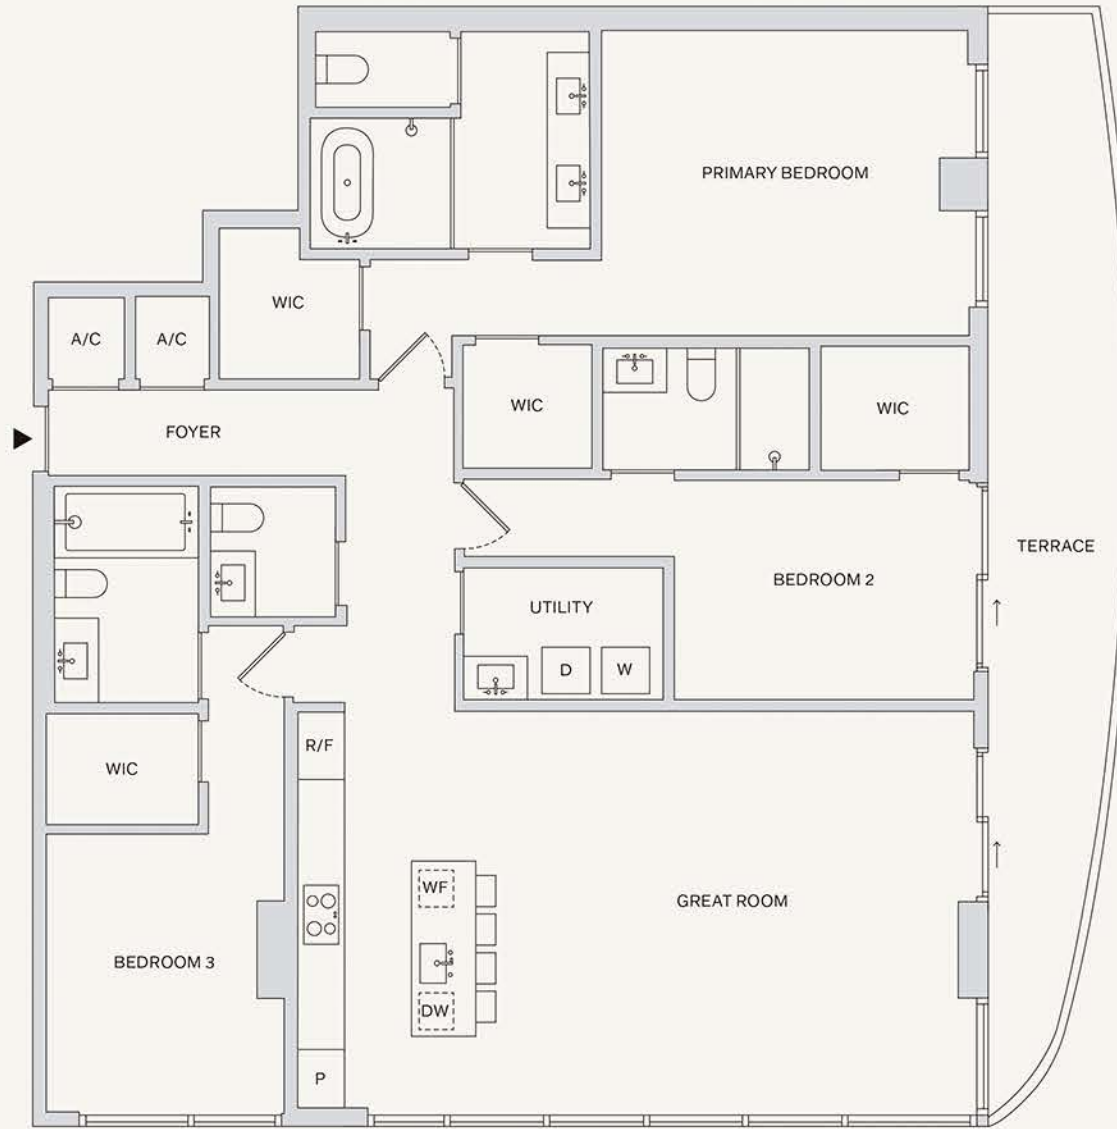 PRIMARY BEDROOM
WIC
A/C
A/C
WIC
WIC
FOYER
TERRACE
BEDROOM 2
UTILITY
D
W
R/F
WIC
WF
GREAT ROOM
BEDROOM 3
DW
P